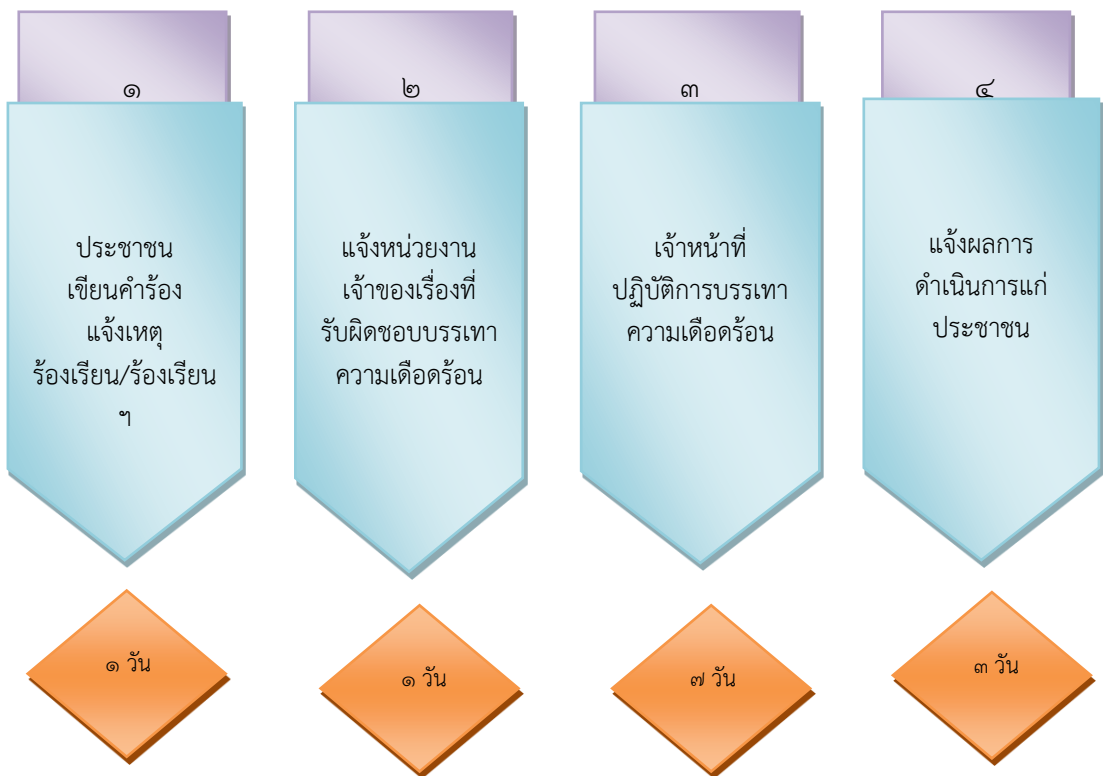 ๑
ประชาชน
เขียนคำร้อง
แจ้งเหตุ
ร้องเรียน/ร้องเรียน
ฯ
๑ วัน
๒
แจ้งหน่วยงาน
เจ้าของเรื่องที่
รับผิดชอบบรรเทา
ความเดือดร้อน
๑ วัน
๓
เจ้าหน้าที่
ปฏิบัติการบรรเทา
ความเดือดร้อน
๗ วัน
๔
แจ้งผลการ
ดำเนินการแก่
ประชาชน
๓ วัน